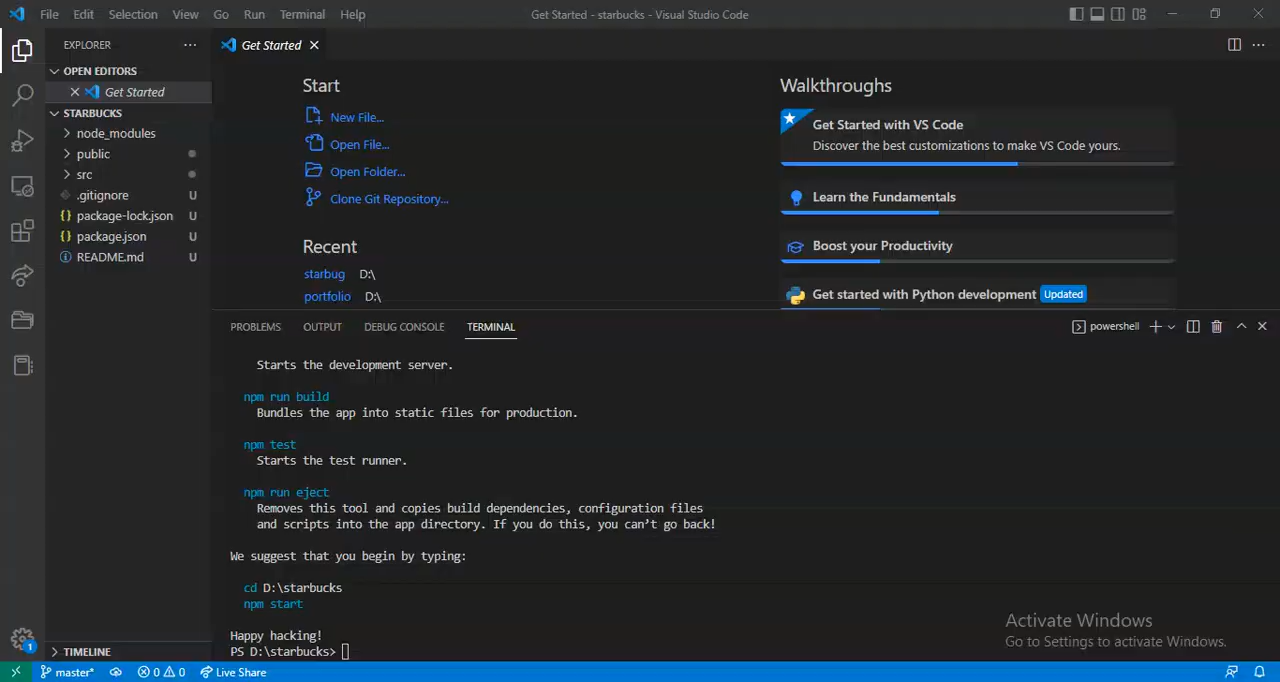 File Edit Selection View Go Run Terminal Help
Get Started - starbucks - Visual Studio Code
EXPLORER
OPEN EDITORS
Get Started
STARBUCKS
node_modules
public
src
.gitignore U
package-lock.json U
package.json U
README.md U
TIMELINE
Get Started
Start
New File...
Open File...
Open Folder...
Clone Git Repository...
Recent
starbug D:\
portfolio D:\
Walkthroughs
Get Started with VS Code
Discover the best customizations to make VS Code yours.
Learn the Fundamentals
Boost your Productivity
Get started with Python development Updated
PROBLEMS OUTPUT DEBUG CONSOLE TERMINAL
powershell
Starts the development server.
npm run build
Bundles the app into static files for production.
npm test
Starts the test runner.
npm run eject
Removes this tool and copies build dependencies, configuration files
and scripts into the app directory. If you do this, you can’t go back!
We suggest that you begin by typing:
cd D:\starbucks
npm start
Happy hacking!
PS D:\starbucks>
Activate Windows
Go to Settings to activate Windows.
1
master* 0 0 Live Share